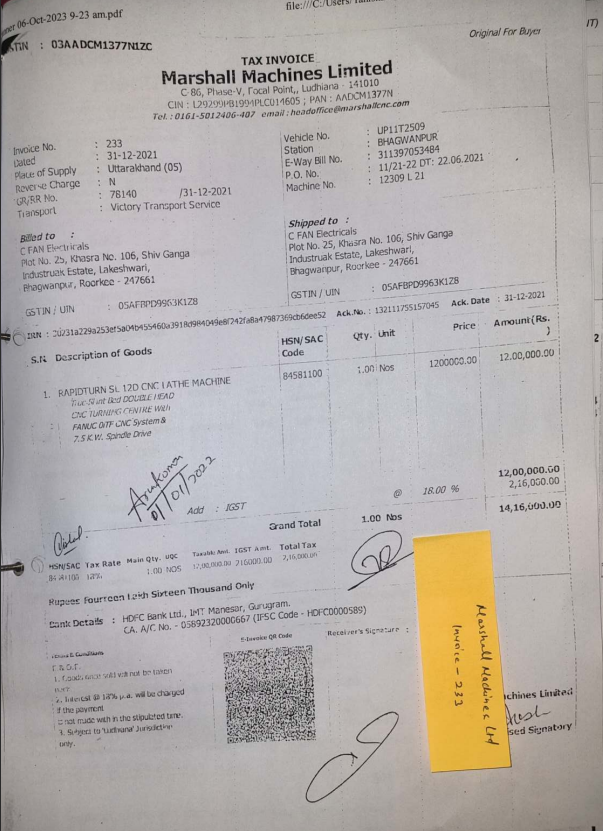 06-Oct-2023 9-23 am.pdf
file:///C:/Users/
IT)
: 03AADCM1377N1ZC
Original For Buyer
TAX INVOICE
Marshall Machines Limited
C-86, Phase-V, Focal Point,, Ludhiana - 141010
CIN : L29299PB1994PLC014605 ; PAN : AADCM1377N
Tel. : 0161-5012406-407 email : headoffice@marshallcnc.com
Invoice No. : 233
Dated : 31-12-2021
Place of Supply : Uttarakhand (05)
Reverse Charge : N
GR/RR No. : 78140 /31-12-2021
Transport : Victory Transport Service
Vehicle No. : UP11T2509
Station : BHAGWANPUR
E-Way Bill No. : 311397053484
P.O. No. : 11/21-22 DT: 22.06.2021
Machine No. : 12309 L 21
Billed to :
C FAN Electricals
Plot No. 25, Khasra No. 106, Shiv Ganga
Industruak Estate, Lakeshwari,
Bhagwanpur, Roorkee - 247661
GSTIN / UIN : 05AFBPD9963K1Z8
Shipped to :
C FAN Electricals
Plot No. 25, Khasra No. 106, Shiv Ganga
Industruak Estate, Lakeshwari,
Bhagwanpur, Roorkee - 247661
GSTIN / UIN : 05AFBPD9963K1Z8
IRN : Ack.No. : 132111755157045 Ack. Date : 31-12-2021
S.N. Description of Goods HSN/SAC Code Qty. Unit Price Amount(Rs.)
1. RAPIDTURN SL 12D CNC LATHE MACHINE 84581100 1.00 Nos 1200000.00 12,00,000.00
Bed DOUBLE HEAD
CNC TURNING CENTRE With
FANUC OiTF CNC System &
7.5 K.W. Spindle Drive
01/01/2022
12,00,000.00
Add : IGST @ 18.00 % 2,16,000.00
Grand Total 1.00 Nos 14,16,000.00
HSN/SAC Tax Rate Main Qty. UQC Taxable Amt. IGST Amt. Total Tax
84581100 18% 1.00 NOS 12,00,000.00 216000.00 2,16,000.00
Rupees Fourteen Lakh Sixteen Thousand Only
Bank Details : HDFC Bank Ltd., IMT Manesar, Gurugram.
CA. A/C No. - 05892320000667 (IFSC Code - HDFC0000589)
E-Invoice QR Code
Receiver's Signature :
Terms & Conditions
E.& O.E.
1. Goods once sold will not be taken
2. Interest @ 18% p.a. will be charged
if the payment
is not made with in the stipulated time.
3. Subject to 'Ludhiana' Jurisdiction
only.
Marshall Machines Ltd
Invoice - 233
chines Limited
sed Signatory
2